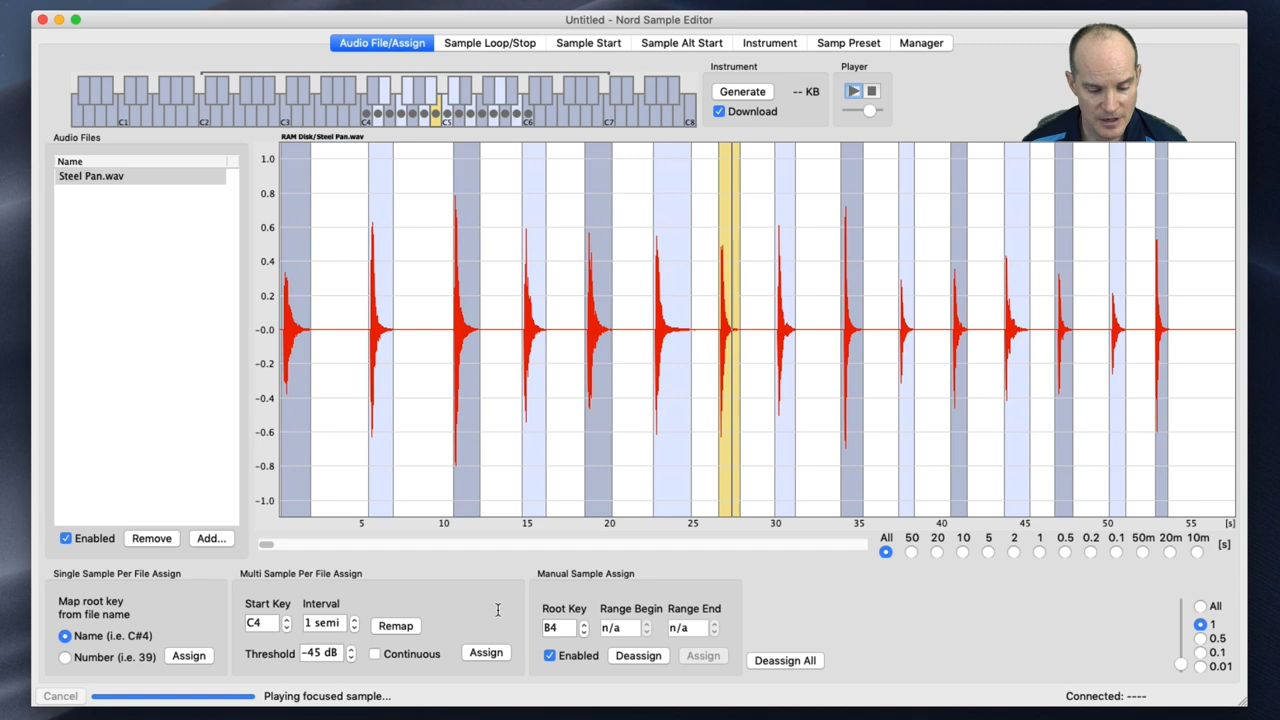 Untitled - Nord Sample Editor
Audio File/Assign Sample Loop/Stop Sample Start Sample Alt Start Instrument Samp Preset Manager
Instrument
Generate -- KB
Download
Player
C1 C2 C3 C4 C5 C6 C7 C8
Audio Files
Name
Steel Pan.wav
Enabled Remove Add...
RAM Disk/Steel Pan.wav
1.0
0.8
0.6
0.4
0.2
-0.0
-0.2
-0.4
-0.6
-0.8
-1.0
5 10 15 20 25 30 35 40 45 50 55 [s]
All 50 20 10 5 2 1 0.5 0.2 0.1 50m 20m 10m [s]
Single Sample Per File Assign
Map root key
from file name
Name (i.e. C#4)
Number (i.e. 39) Assign
Multi Sample Per File Assign
Start Key Interval
C4 1 semi Remap
Threshold -45 dB Continuous Assign
Manual Sample Assign
Root Key Range Begin Range End
B4 n/a n/a
Enabled Deassign Assign
Deassign All
All
1
0.5
0.1
0.01
Cancel Playing focused sample... Connected: ----